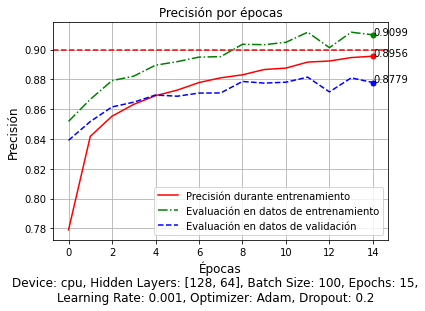 Precisión por épocas
0.9099
0.8956
0.8779
0.90
0.88
0.86
0.84
0.82
0.80
0.78
Precisión
Precisión durante entrenamiento
Evaluación en datos de entrenamiento
Evaluación en datos de validación
0 2 4 6 8 10 12 14
Épocas
Device: cpu, Hidden Layers: [128, 64], Batch Size: 100, Epochs: 15,
Learning Rate: 0.001, Optimizer: Adam, Dropout: 0.2